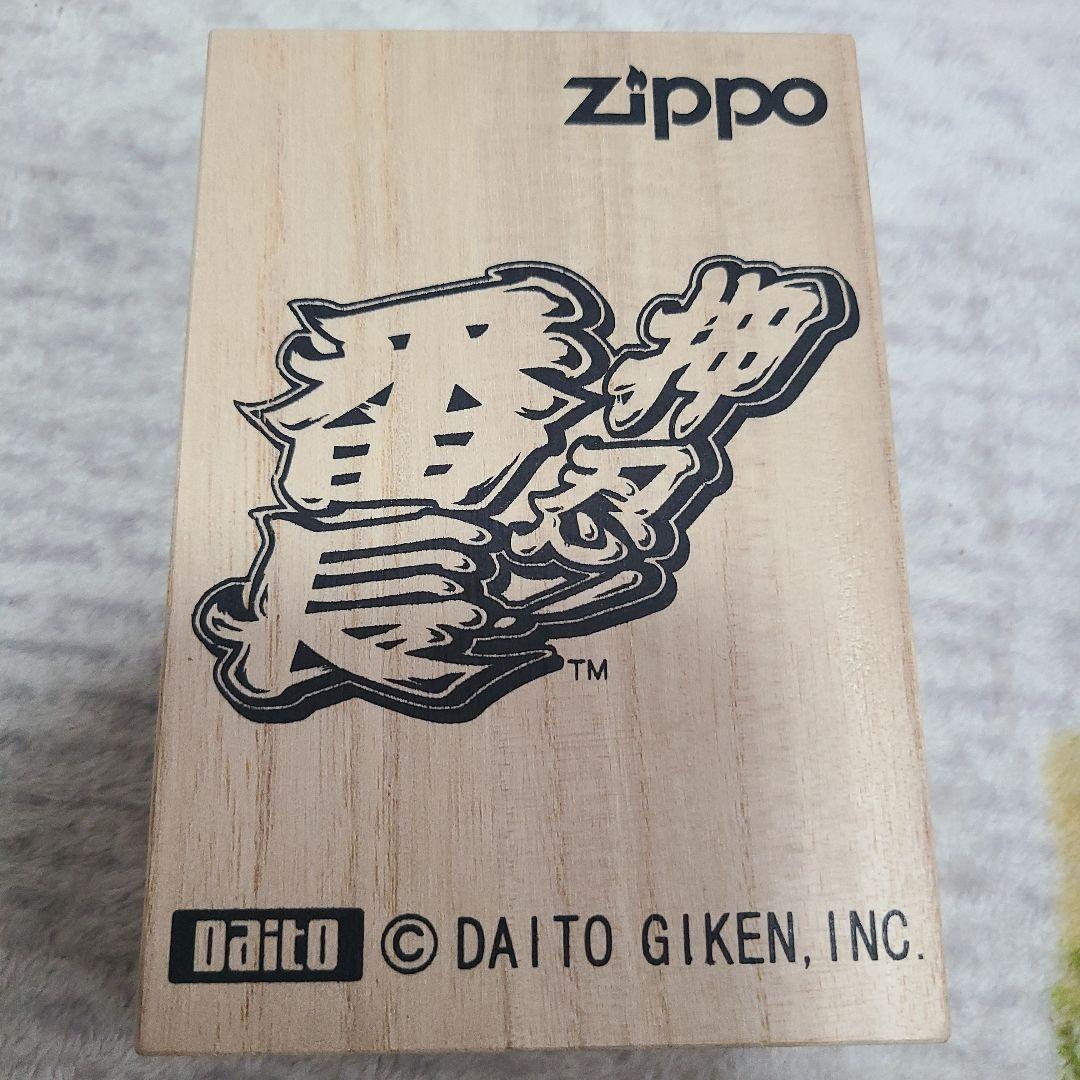 zippo
押忍!
番長
TM
Daito © DAITO GIKEN, INC.